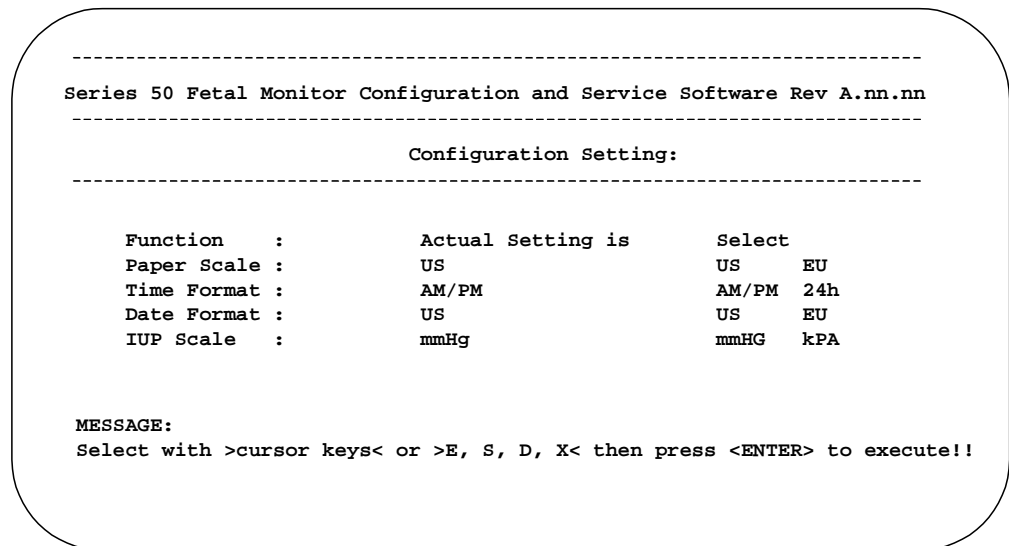 Series 50 Fetal Monitor Configuration and Service Software Rev A.nn.nn
Configuration Setting:
Function : Actual Setting is Select
Paper Scale : US US EU
Time Format : AM/PM AM/PM 24h
Date Format : US US EU
IUP Scale : mmHg mmHG kPA
MESSAGE:
Select with >cursor keys< or >E, S, D, X< then press <ENTER> to execute!!